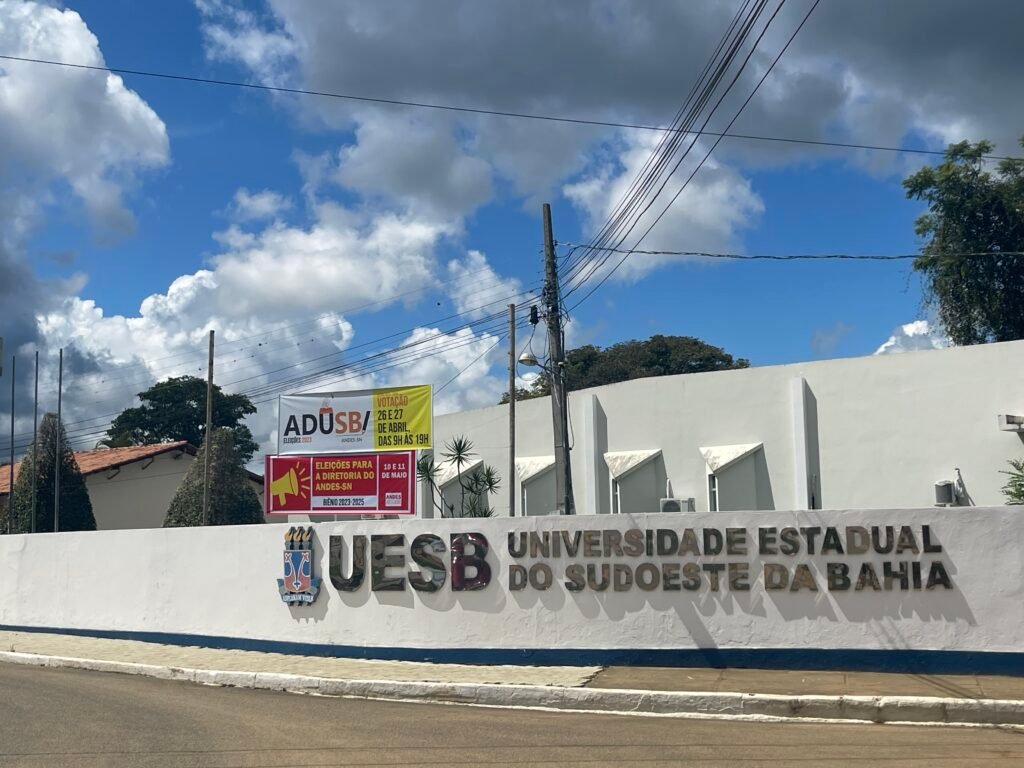 ADUSB/
ELEIÇÕES 2023
ANDES-SN
VOTAÇÃO
26 E 27
DE ABRIL,
DAS 9H ÀS 19H
ELEIÇÕES PARA
A DIRETORIA DO
ANDES-SN
BIÊNIO 2023-2025
10 E 11
DE MAIO
ANDES
UESB
UNIVERSIDADE ESTADUAL
DO SUDOESTE DA BAHIA